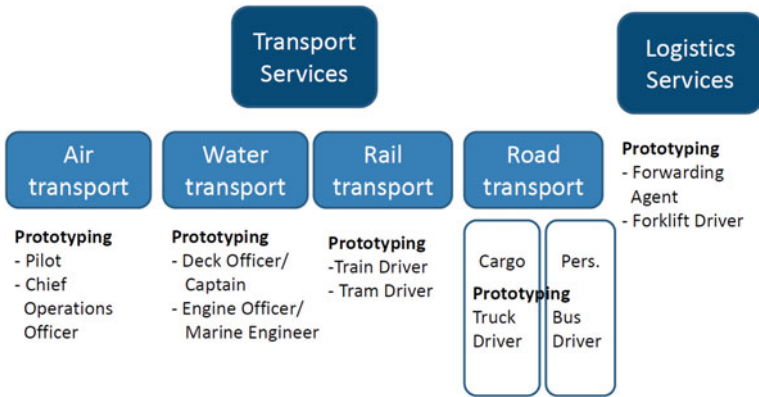 Transport
Services
Logistics
Services
Air
transport
Water
transport
Rail
transport
Road
transport
Prototyping
- Pilot
- Chief
Operations
Officer
Prototyping
- Deck Officer/
Captain
- Engine Officer/
Marine Engineer
Prototyping
-Train Driver
- Tram Driver
Cargo
Pers.
Prototyping
Truck
Driver
Bus
Driver
Prototyping
- Forwarding
Agent
- Forklift Driver